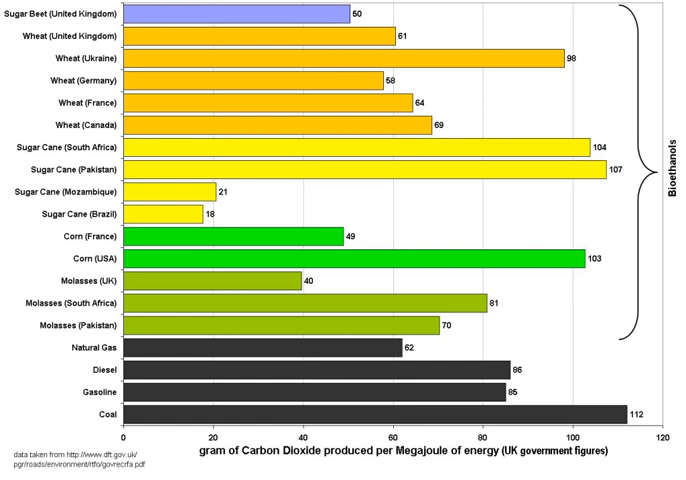 Sugar Beet (United Kingdom) 50
Wheat (United Kingdom) 61
Wheat (Ukraine) 98
Wheat (Germany) 58
Wheat (France) 64
Wheat (Canada) 69
Sugar Cane (South Africa) 104
Sugar Cane (Pakistan) 107
Sugar Cane (Mozambique) 21
Sugar Cane (Brazil) 18
Corn (France) 49
Corn (USA) 103
Molasses (UK) 40
Molasses (South Africa) 81
Molasses (Pakistan) 70
Natural Gas 62
Diesel 86
Gasoline 85
Coal 112
Bioethanols
0 20 40 60 80 100 120
gram of Carbon Dioxide produced per Megajoule of energy (UK government figures)
data taken from http://www.dft.gov.uk/
pgr/roads/environment/rtfo/govrecrfa.pdf